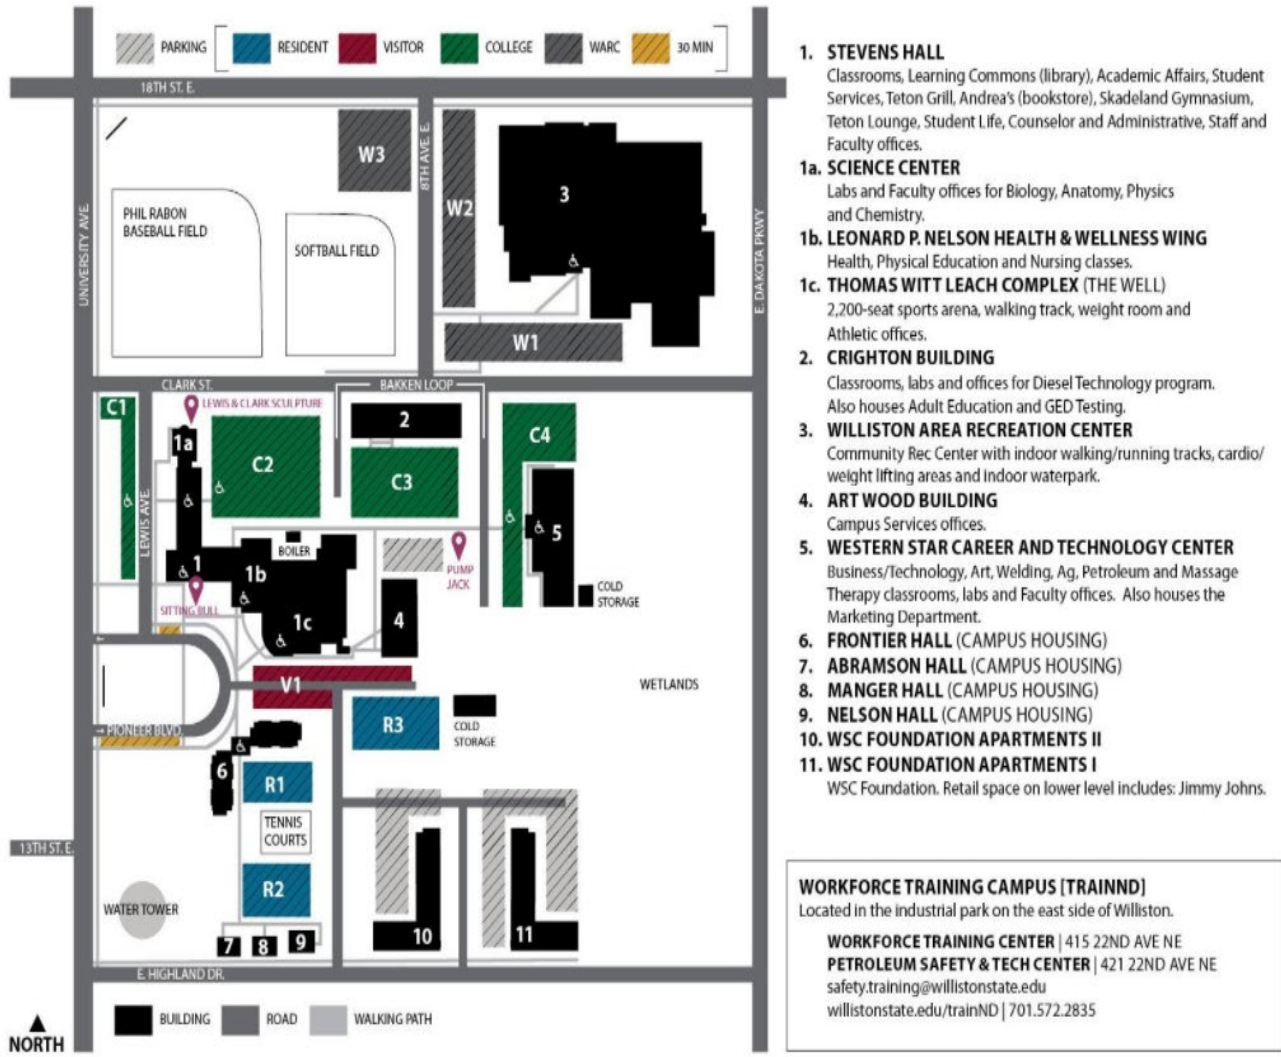 PARKING
RESIDENT
VISITOR
COLLEGE
WARC
30 MIN
18TH ST. E.
W3
8TH AVE. E.
W2
3
UNIVERSITY AVE.
PHIL RABON
BASEBALL FIELD
SOFTBALL FIELD
E. DAKOTA PKWY
W1
CLARK ST.
BAKKEN LOOP
C1
LEWIS & CLARK SCULPTURE
1a
C2
2
C3
C4
LEWIS AVE.
5
BOILER
1
1b
PUMP
JACK
SITTING BULL
1c
4
COLD
STORAGE
V1
WETLANDS
R3
COLD
STORAGE
← 
→ PIONEER BLVD.
6
R1
TENNIS
COURTS
13TH ST. E.
R2
WATER TOWER
7
8
9
10
11
E. HIGHLAND DR.
BUILDING
ROAD
WALKING PATH
NORTH
1. STEVENS HALL
Classrooms, Learning Commons (library), Academic Affairs, Student
Services, Teton Grill, Andrea's (bookstore), Skadeland Gymnasium,
Teton Lounge, Student Life, Counselor and Administrative, Staff and
Faculty offices.
1a. SCIENCE CENTER
Labs and Faculty offices for Biology, Anatomy, Physics
and Chemistry.
1b. LEONARD P. NELSON HEALTH & WELLNESS WING
Health, Physical Education and Nursing classes.
1c. THOMAS WITT LEACH COMPLEX (THE WELL)
2,200-seat sports arena, walking track, weight room and
Athletic offices.
2. CRIGHTON BUILDING
Classrooms, labs and offices for Diesel Technology program.
Also houses Adult Education and GED Testing.
3. WILLISTON AREA RECREATION CENTER
Community Rec Center with indoor walking/running tracks, cardio/
weight lifting areas and indoor waterpark.
4. ART WOOD BUILDING
Campus Services offices.
5. WESTERN STAR CAREER AND TECHNOLOGY CENTER
Business/Technology, Art, Welding, Ag, Petroleum and Massage
Therapy classrooms, labs and Faculty offices. Also houses the
Marketing Department.
6. FRONTIER HALL (CAMPUS HOUSING)
7. ABRAMSON HALL (CAMPUS HOUSING)
8. MANGER HALL (CAMPUS HOUSING)
9. NELSON HALL (CAMPUS HOUSING)
10. WSC FOUNDATION APARTMENTS II
11. WSC FOUNDATION APARTMENTS I
WSC Foundation. Retail space on lower level includes: Jimmy Johns.
WORKFORCE TRAINING CAMPUS [TRAINND]
Located in the industrial park on the east side of Williston.
WORKFORCE TRAINING CENTER | 415 22ND AVE NE
PETROLEUM SAFETY & TECH CENTER | 421 22ND AVE NE
safety.training@willistonstate.edu
willistonstate.edu/trainND | 701.572.2835